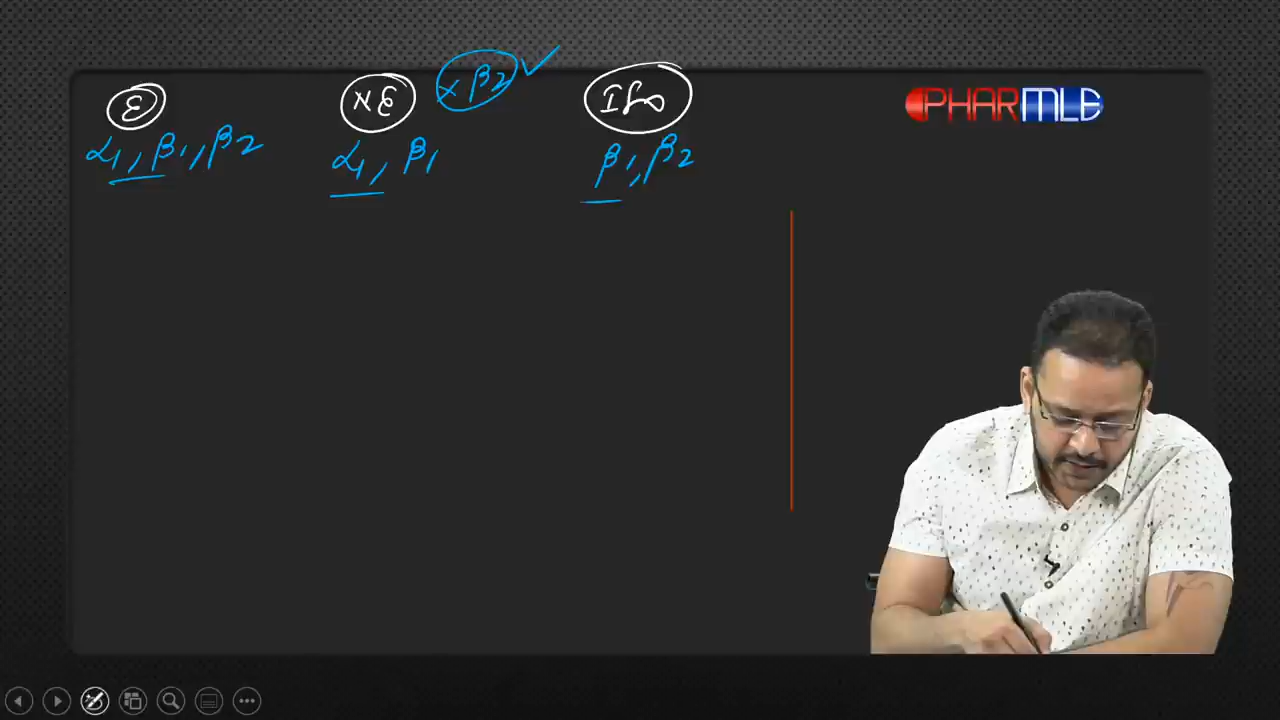 x β2 ✓
E NE Iso
α1, β1, β2 α1, β1 β1, β2
PHARMLE